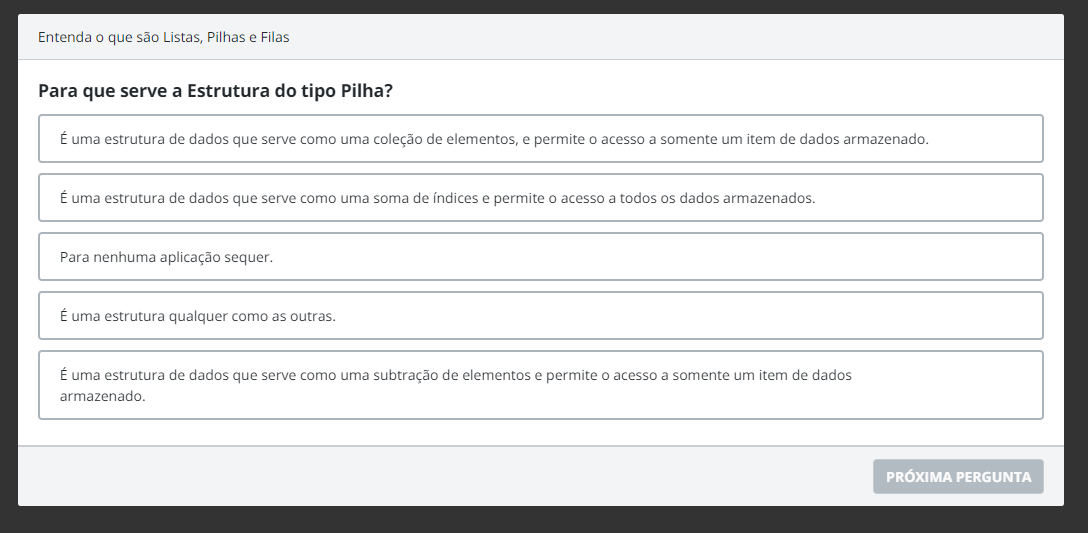 Entenda o que são Listas, Pilhas e Filas
Para que serve a Estrutura do tipo Pilha?
É uma estrutura de dados que serve como uma coleção de elementos, e permite o acesso a somente um item de dados armazenado.
É uma estrutura de dados que serve como uma soma de índices e permite o acesso a todos os dados armazenados.
Para nenhuma aplicação sequer.
É uma estrutura qualquer como as outras.
É uma estrutura de dados que serve como uma subtração de elementos e permite o acesso a somente um item de dados
armazenado.
PRÓXIMA PERGUNTA